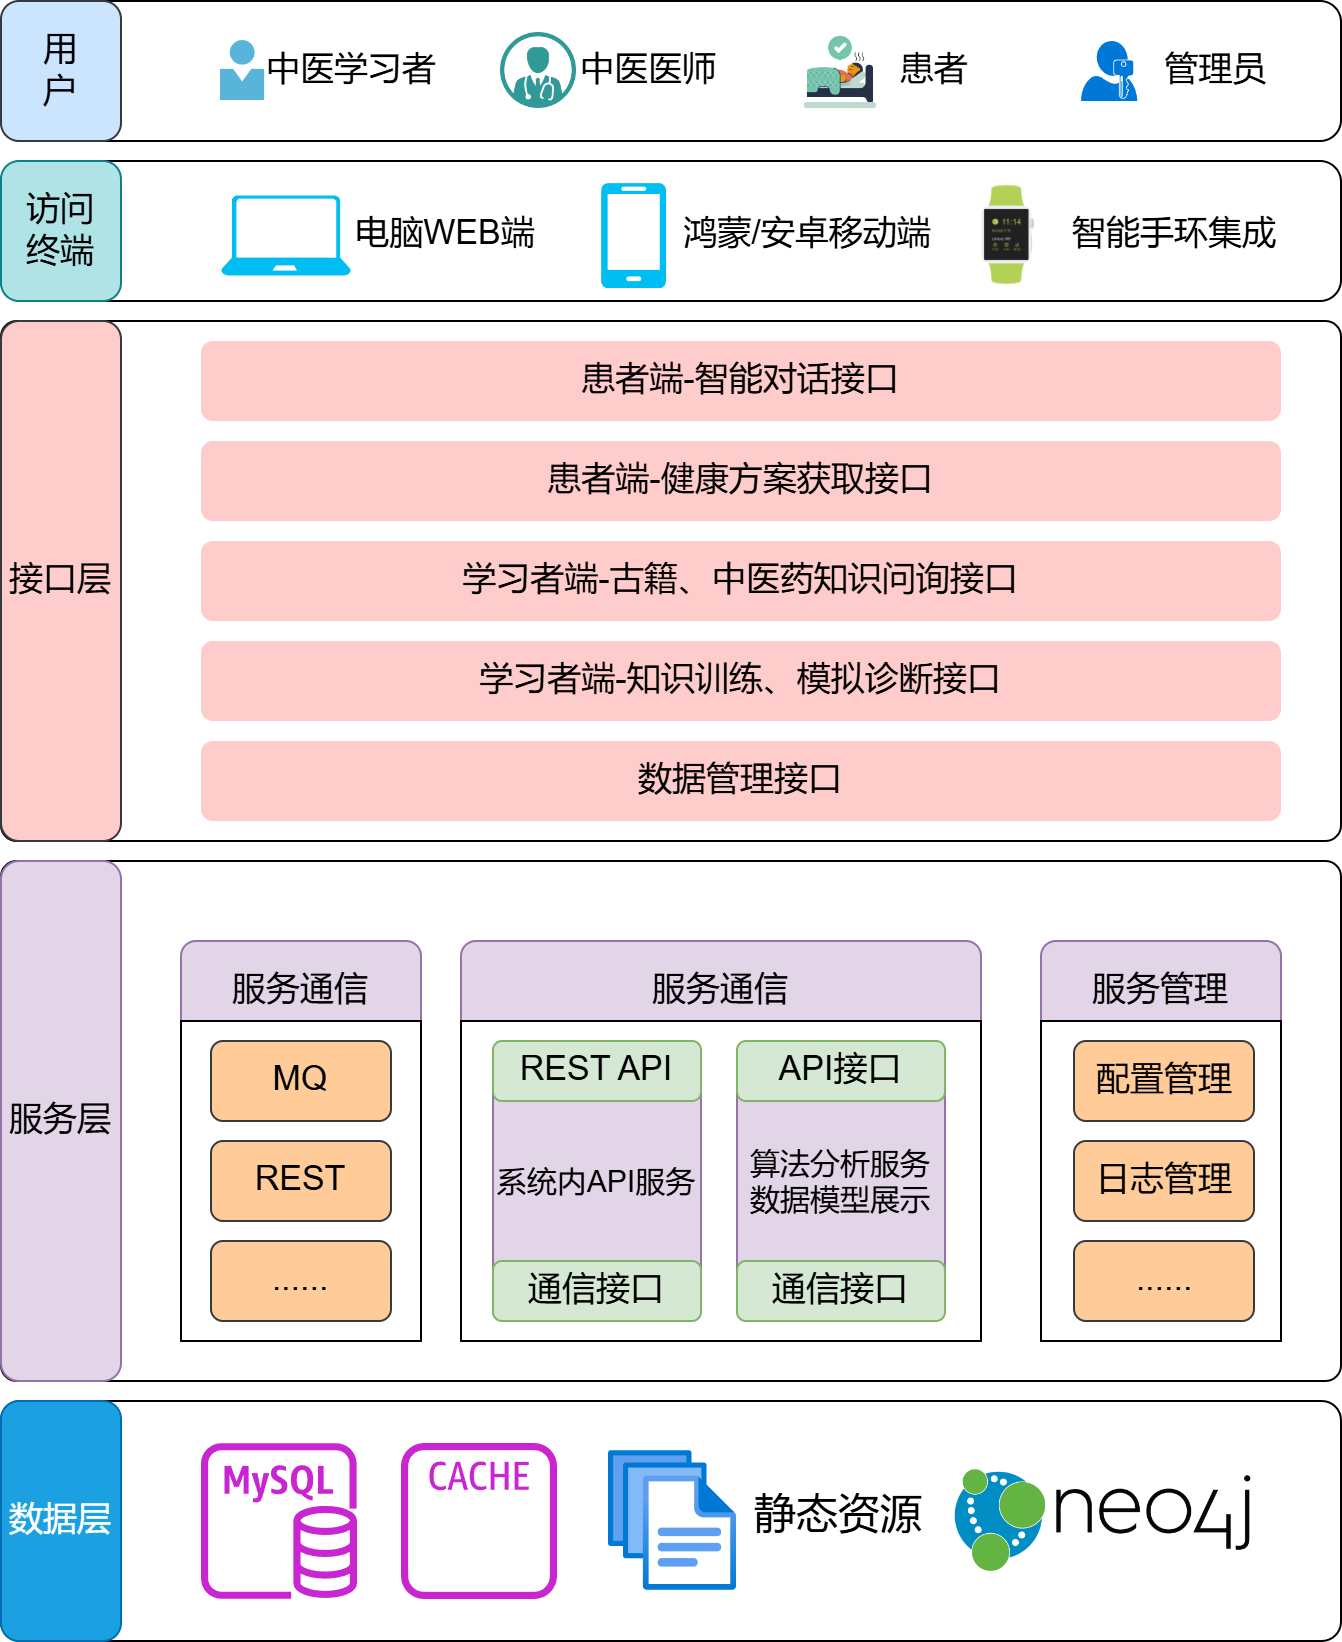 用
户
中医学习者
中医医师
患者
管理员
访问
终端
电脑WEB端
鸿蒙/安卓移动端
11:14
智能手环集成
接口层
患者端-智能对话接口
患者端-健康方案获取接口
学习者端-古籍、中医药知识问询接口
学习者端-知识训练、模拟诊断接口
数据管理接口
服务层
服务通信
MQ
REST
......
服务通信
REST API
系统内API服务
通信接口
API接口
算法分析服务
数据模型展示
通信接口
服务管理
配置管理
日志管理
......
数据层
MySQL
CACHE
静态资源
neo4j